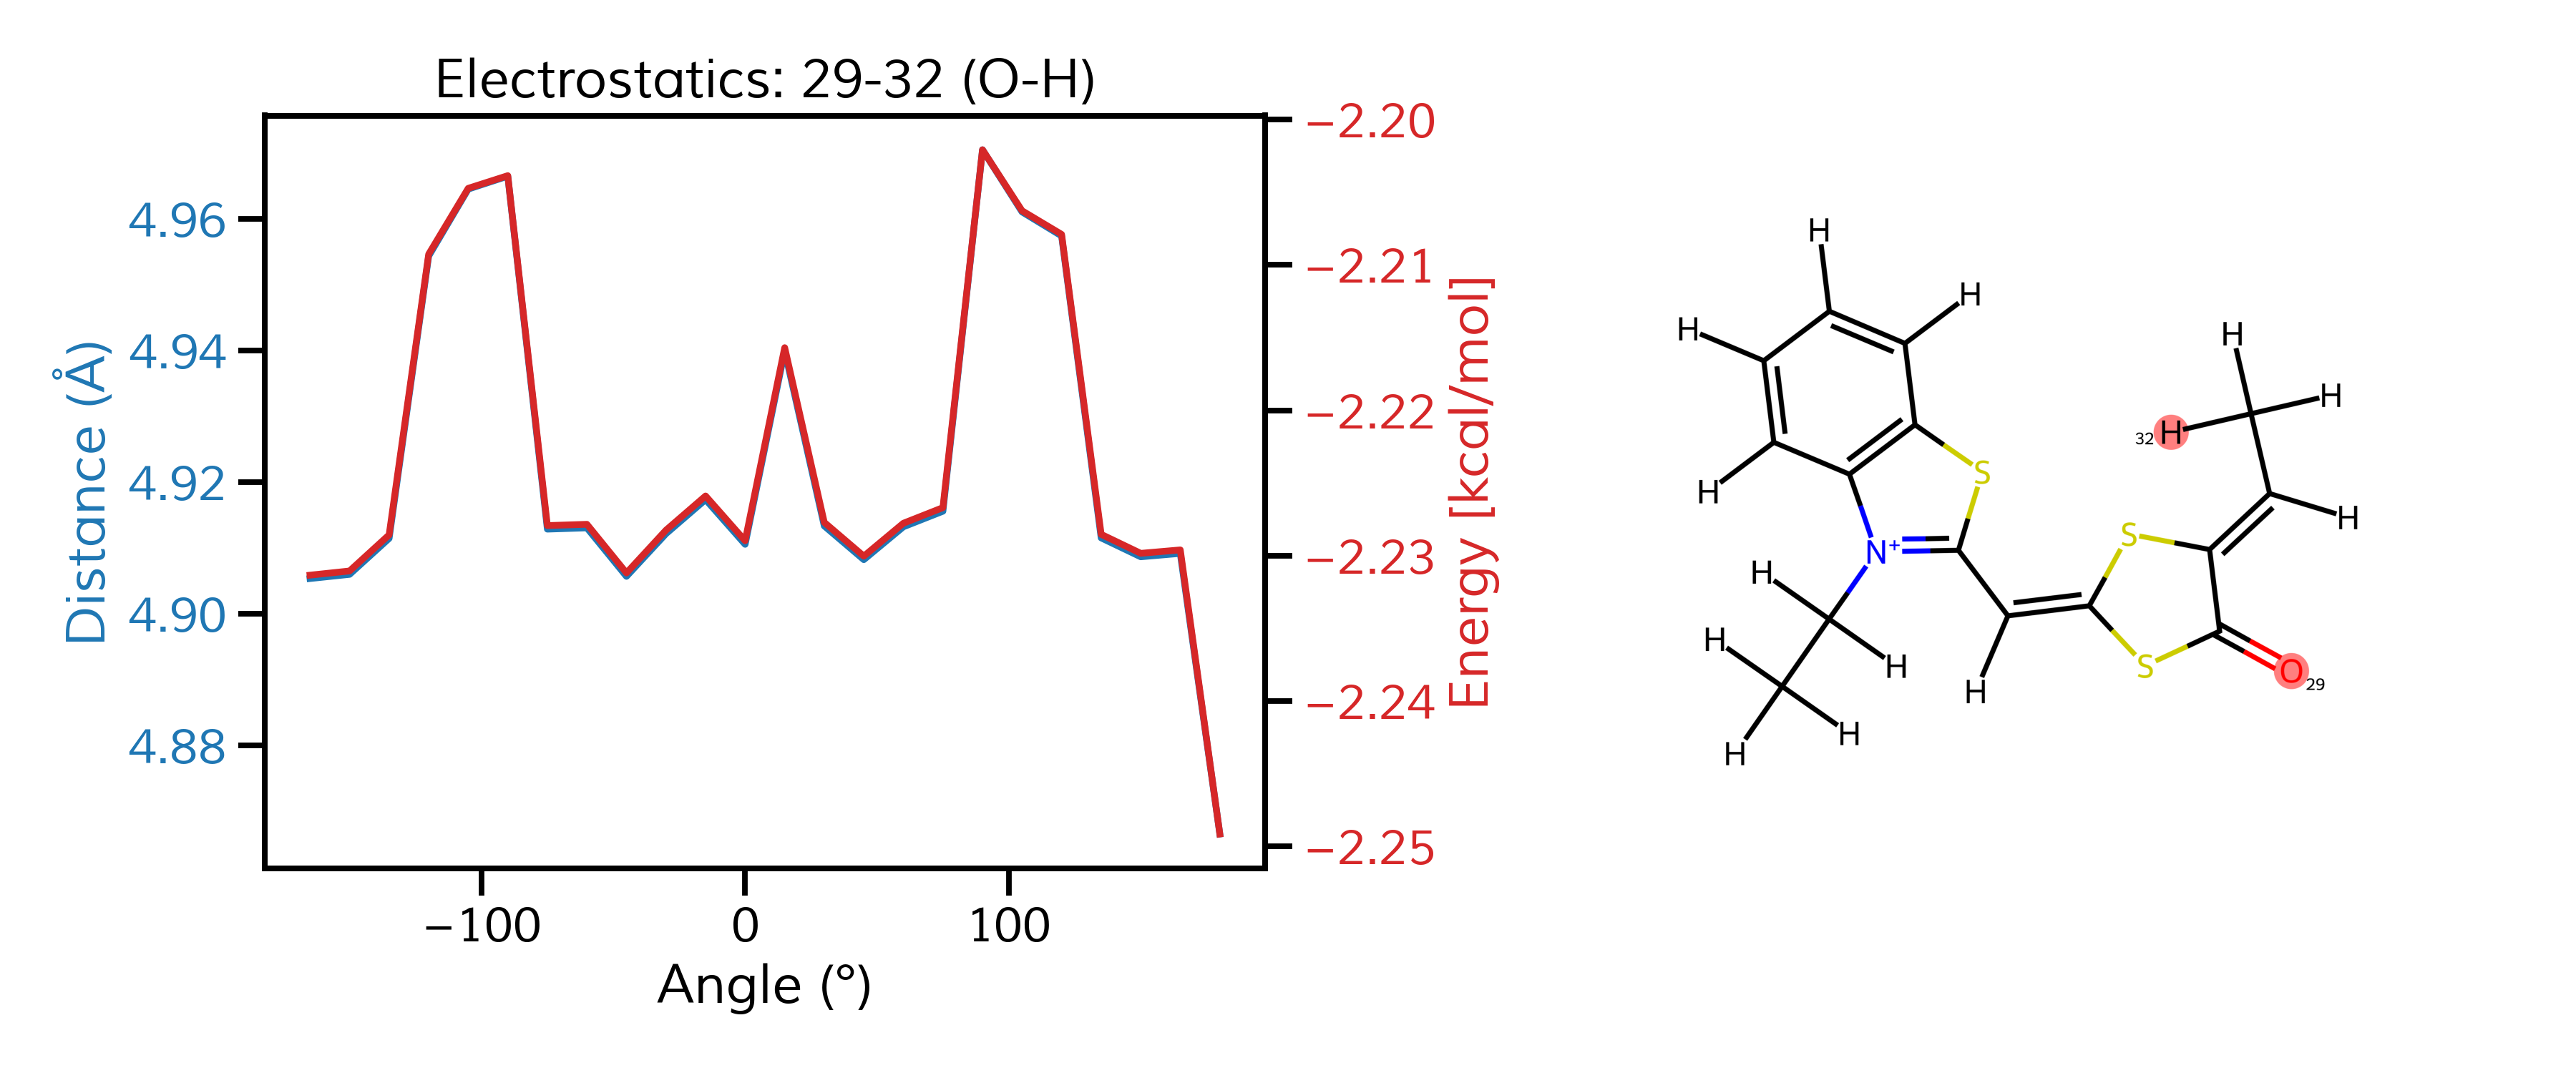 Electrostatics: 29-32 (O-H)
Distance (Å)
4.96
4.94
4.92
4.90
4.88
−100
0
100
Angle (°)
−2.20
−2.21
−2.22
−2.23
−2.24
−2.25
Energy [kcal/mol]
H
H
H
H
H
H
32 H
S
H
S
N+
H
H
H
S
O 29
H
H
H